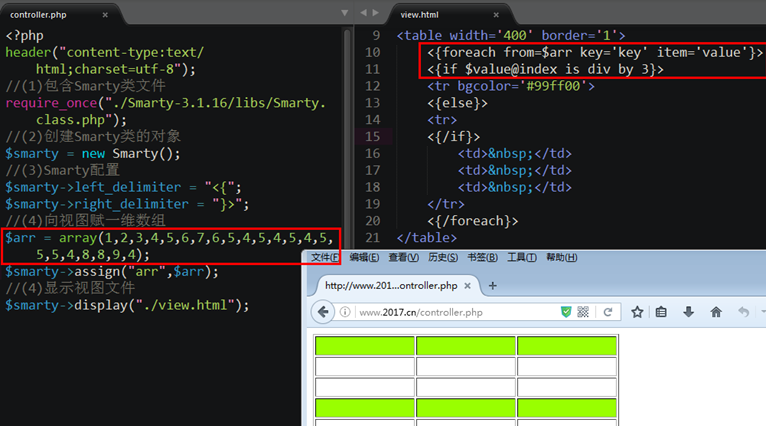 controller.php
<?php
header("content-type:text/
html;charset=utf-8");
//(1)包含Smarty类文件
require_once("./Smarty-3.1.16/libs/Smarty.
class.php");
//(2)创建Smarty类的对象
$smarty = new Smarty();
//(3)Smarty配置
$smarty->left_delimiter = "<{";
$smarty->right_delimiter = "}>";
//(4)向视图赋一维数组
$arr = array(1,2,3,4,5,6,7,6,5,4,5,4,5,4,5,
5,5,4,8,8,9,4);
$smarty->assign("arr",$arr);
//(4)显示视图文件
$smarty->display("./view.html");
view.html
9 <table width='400' border='1'>
10 <{foreach from=$arr key='key' item='value'}>
11 <{if $value@index is div by 3}>
12 <tr bgcolor='#99ff00'>
13 <{else}>
14 <tr>
15 <{/if}>
16 <td>&nbsp;</td>
17 <td>&nbsp;</td>
18 <td>&nbsp;</td>
19 </tr>
20 <{/foreach}>
21 </table>
文件(F) 编辑(E) 查看(V) 历史(S) 书签(B) 工具(T) 帮助(H)
http://www.201...ontroller.php
www.2017.cn/controller.php